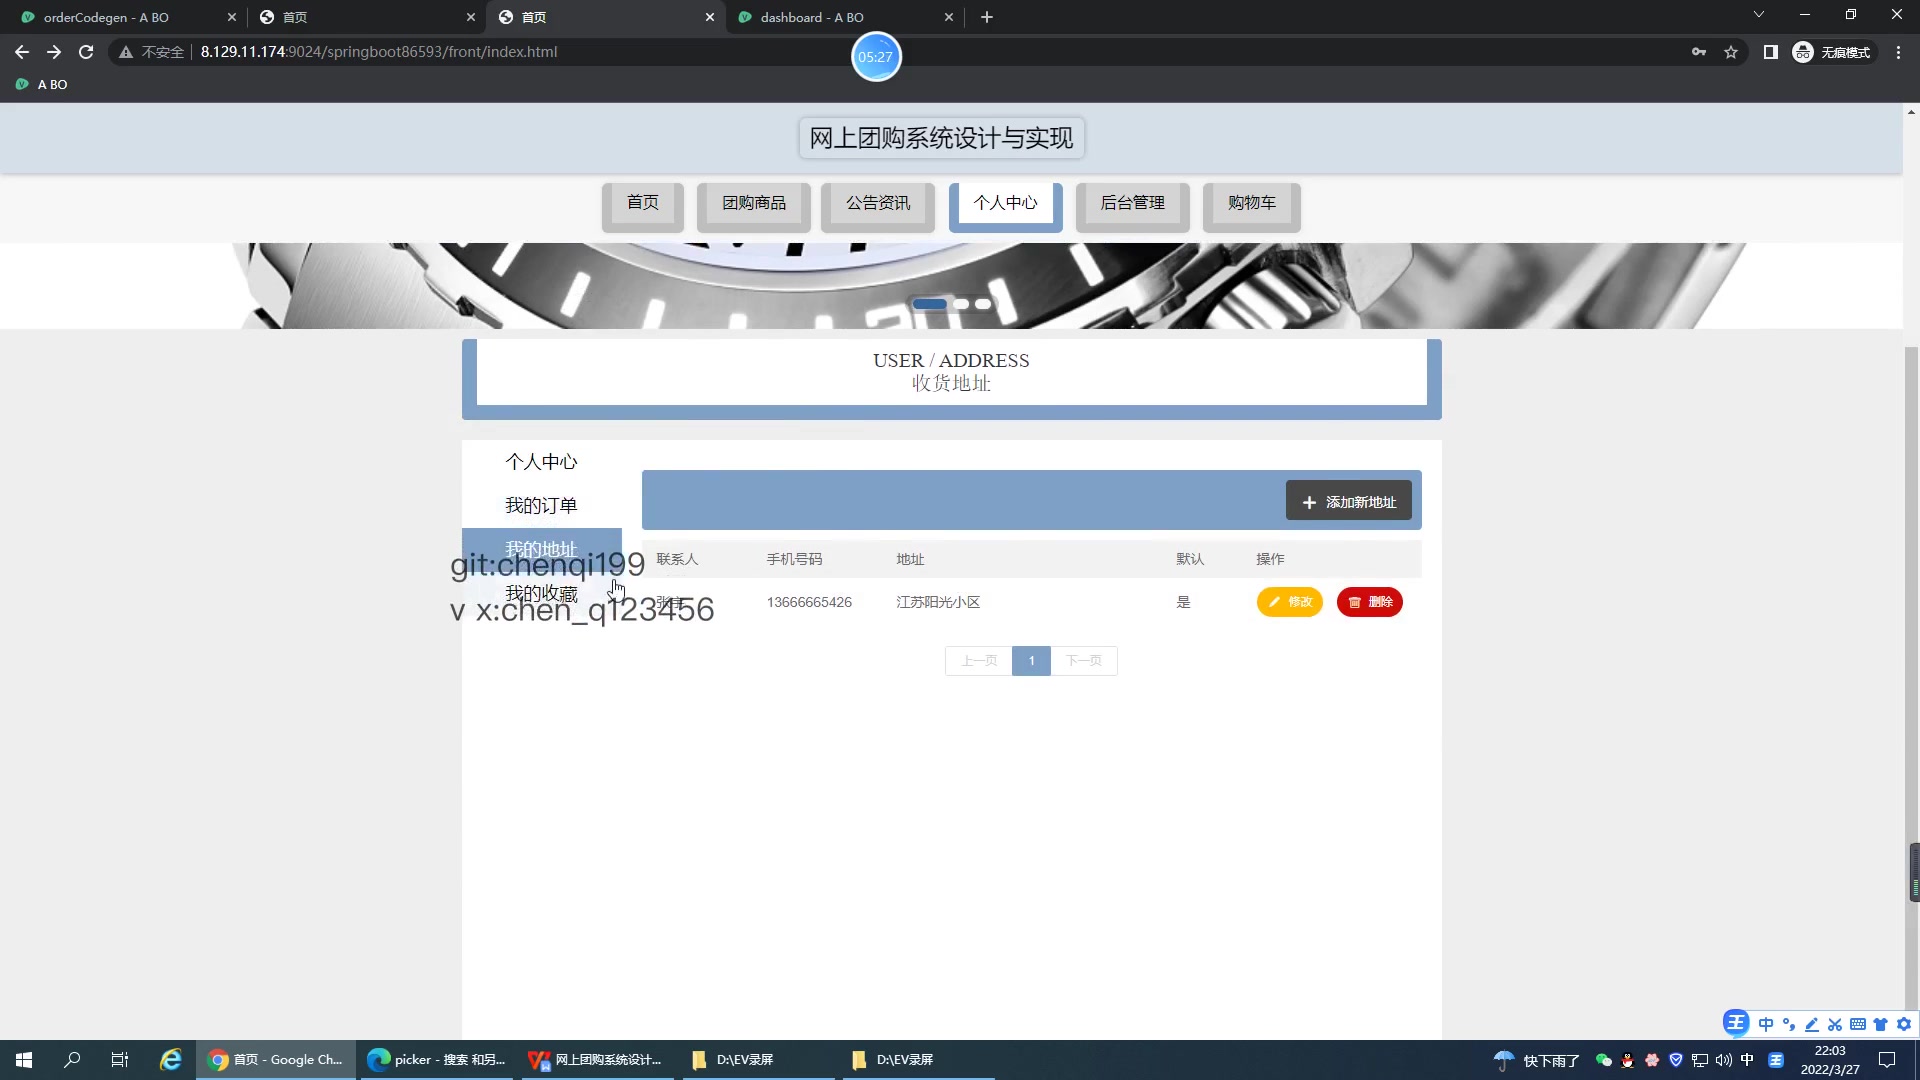 orderCodegen - A BO
首页
首页
dashboard - A BO
不安全
8.129.11.174:9024/springboot86593/front/index.html
05:27
无痕模式
A BO
网上团购系统设计与实现
首页
团购商品
公告资讯
个人中心
后台管理
购物车
USER / ADDRESS
收货地址
个人中心
我的订单
我的地址
我的收藏
添加新地址
联系人 手机号码 地址 默认 操作
13666665426 江苏阳光小区 是 修改 删除
上一页 1 下一页
git:chenqi199
v x:chen_q123456
中
首页 - Google Ch...
picker - 搜索 和另...
网上团购系统设计...
D:\EV录屏
D:\EV录屏
快下雨了
中
22:03
2022/3/27